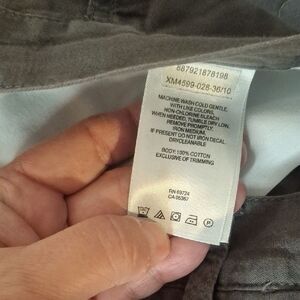 887921878198
XM4599-028-36/10
MACHINE WASH COLD GENTLE,
WITH LIKE COLORS,
NON-CHLORINE BLEACH
WHEN NEEDED, TUMBLE DRY LOW,
REMOVE PROMPTLY,
IRON MEDIUM,
IF PRESENT DO NOT IRON DECAL
DRYCLEANABLE
BODY: 100% COTTON
EXCLUSIVE OF TRIMMING
RN 69724
CA 05367